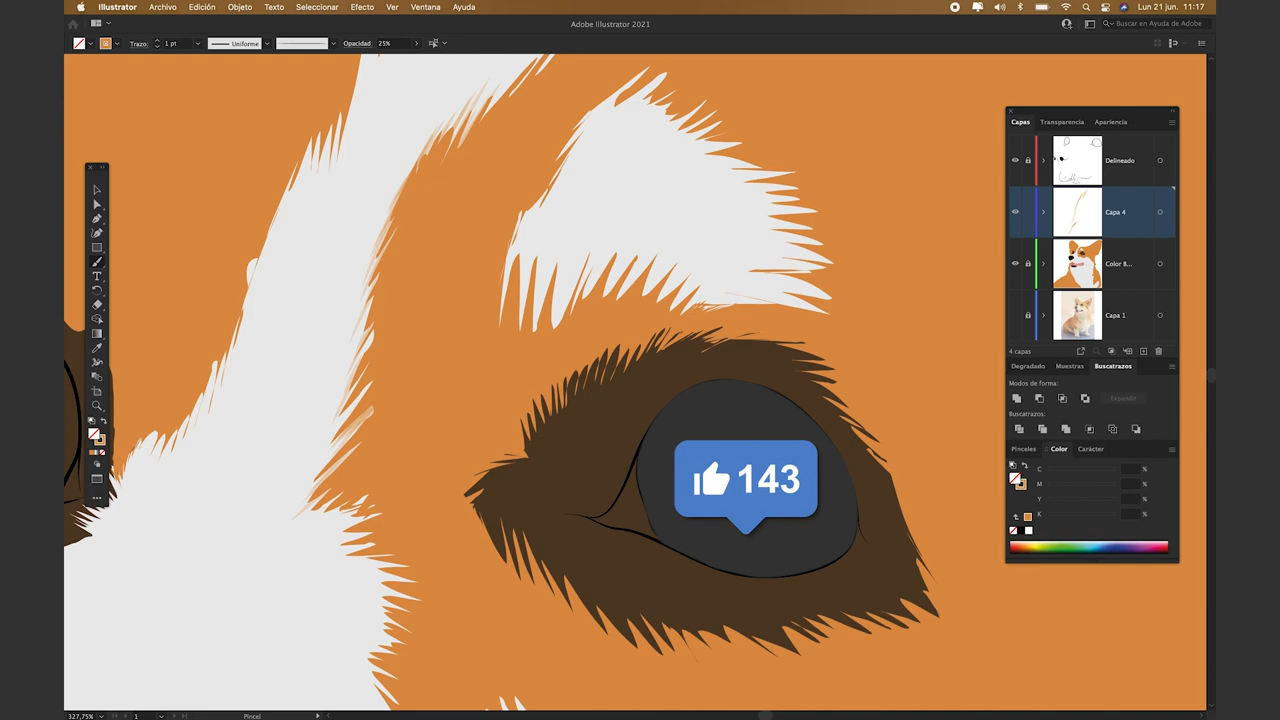 Illustrator Archivo Edición Objeto Texto Seleccionar Efecto Ver Ventana Ayuda Lun 21 jun. 11:17
Adobe Illustrator 2021 Buscar en Ayuda de Adobe
Trazo: 1 pt Uniforme Opacidad: 25%
Capas Transparencia Apariencia
Delineado
Capa 4
Color B...
Capa 1
4 capas
Degradado Muestras Buscatrazos
Modos de forma:
Expandir
Buscatrazos:
Pinceles Color Carácter
C %
M %
Y %
K %
143
327,75% 1 Pincel